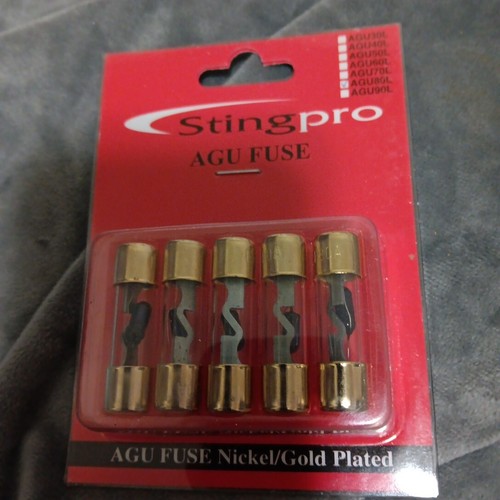 AGU30L
AGU40L
AGU50L
AGU60L
AGU70L
AGU80L
AGU90L
Stingpro
AGU FUSE
AGU FUSE Nickel/Gold Plated